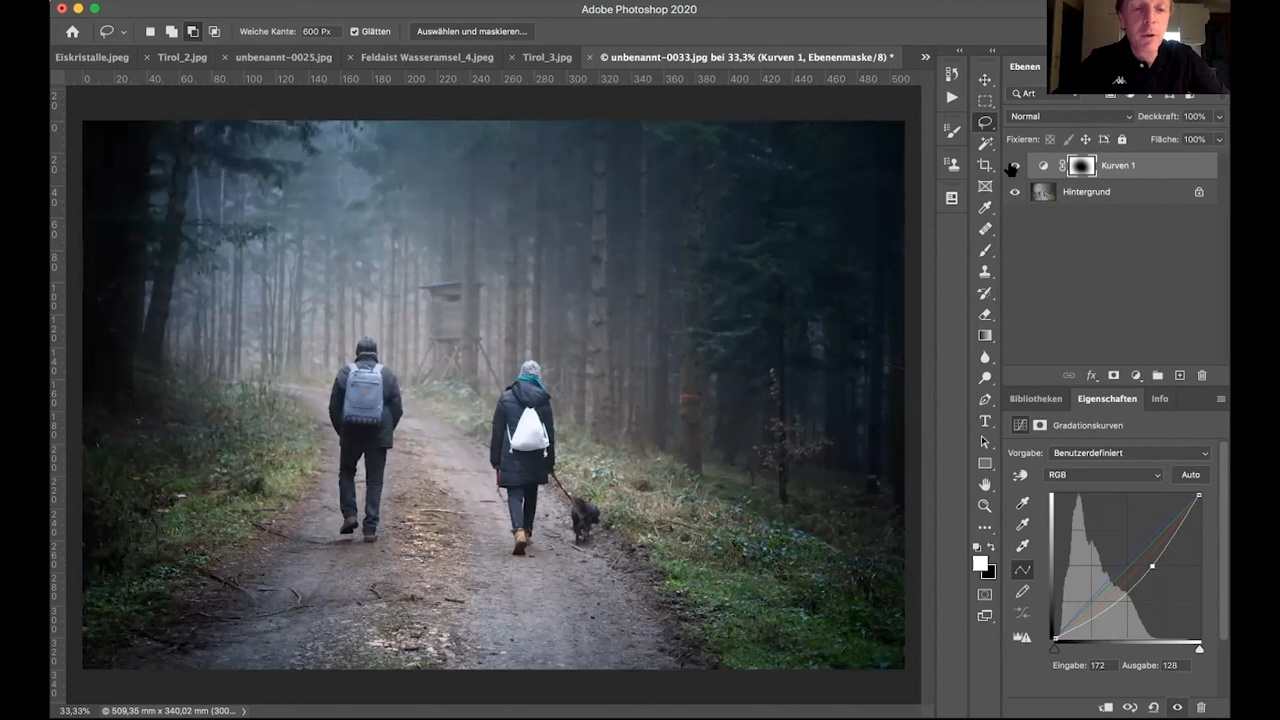 Adobe Photoshop 2020
Weiche Kante: 600 Px Glätten Auswählen und maskieren...
Eiskristalle.jpeg × Tirol_2.jpg × unbenannt-0025.jpg × Feldaist Wasseramsel_4.jpeg × Tirol_3.jpg × © unbenannt-0033.jpg bei 33,3% (Kurven 1, Ebenenmaske/8) * »
0 20 40 60 80 100 120 140 160 180 200 220 240 260 280 300 320 340 360 380 400 420 440 460 480 500
Ebenen
Art
Normal Deckkraft: 100%
Fixieren: Fläche: 100%
Kurven 1
Hintergrund
fx
Bibliotheken Eigenschaften Info
Gradationskurven
Vorgabe: Benutzerdefiniert
RGB Auto
Eingabe: 172 Ausgabe: 128
33,33% © 509,35 mm x 340,02 mm (300...